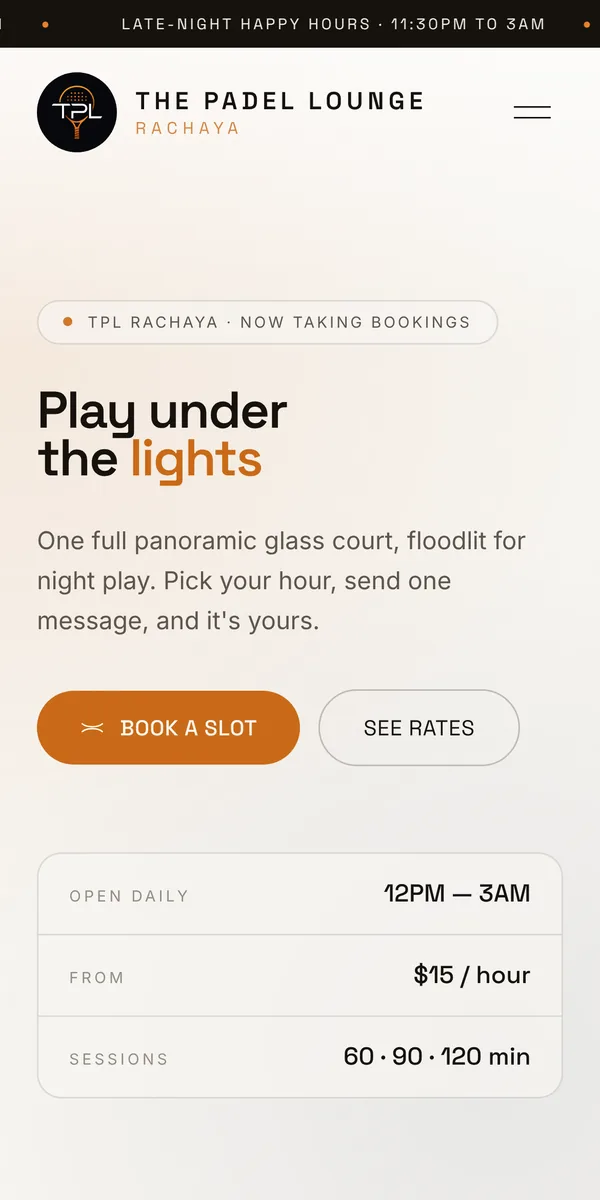 LATE-NIGHT HAPPY HOURS · 11:30PM TO 3AM
TPL
THE PADEL LOUNGE
RACHAYA
TPL RACHAYA · NOW TAKING BOOKINGS
Play under
the lights
One full panoramic glass court, floodlit for
night play. Pick your hour, send one
message, and it's yours.
BOOK A SLOT
SEE RATES
OPEN DAILY
12PM — 3AM
FROM
$15 / hour
SESSIONS
60 · 90 · 120 min